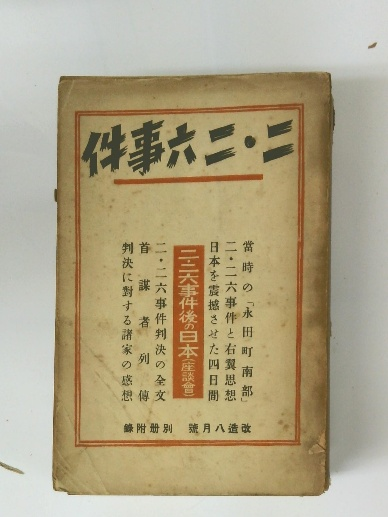 二・二六事件
當時の「永田町南部」
二・二六事件と右翼思想
日本を震撼させた四日間
二・二六事件後の日本（座談會）
二・二六事件判決の全文
首謀者列傳
判決に對する諸家の感想
改造八月號 別册附錄